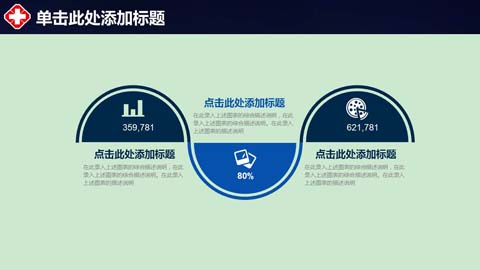 单击此处添加标题
359,781
点击此处添加标题
在此录入上述图表的综合描述说明，在此录入上述图表的综合描述说明。
在此录入上述图表的描述说明
点击此处添加标题
在此录入上述图表的综合描述说明，在此
录入上述图表的综合描述说明。在此录
入上述图表的描述说明
80%
621,781
点击此处添加标题
在此录入上述图表的综合描述说明，在此
录入上述图表的综合描述说明。在此录
入上述图表的描述说明